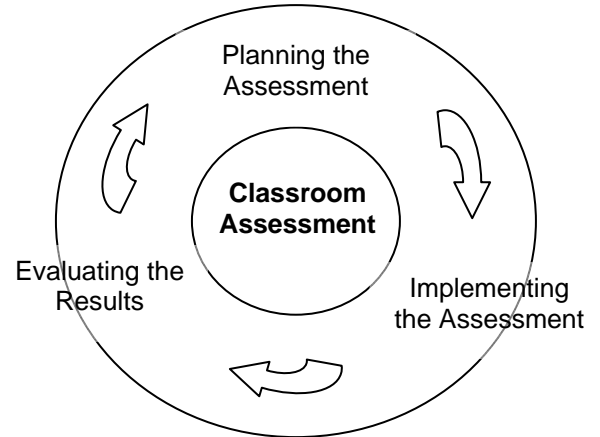 Planning the
Assessment
Classroom
Assessment
Evaluating the
Results
Implementing
the Assessment